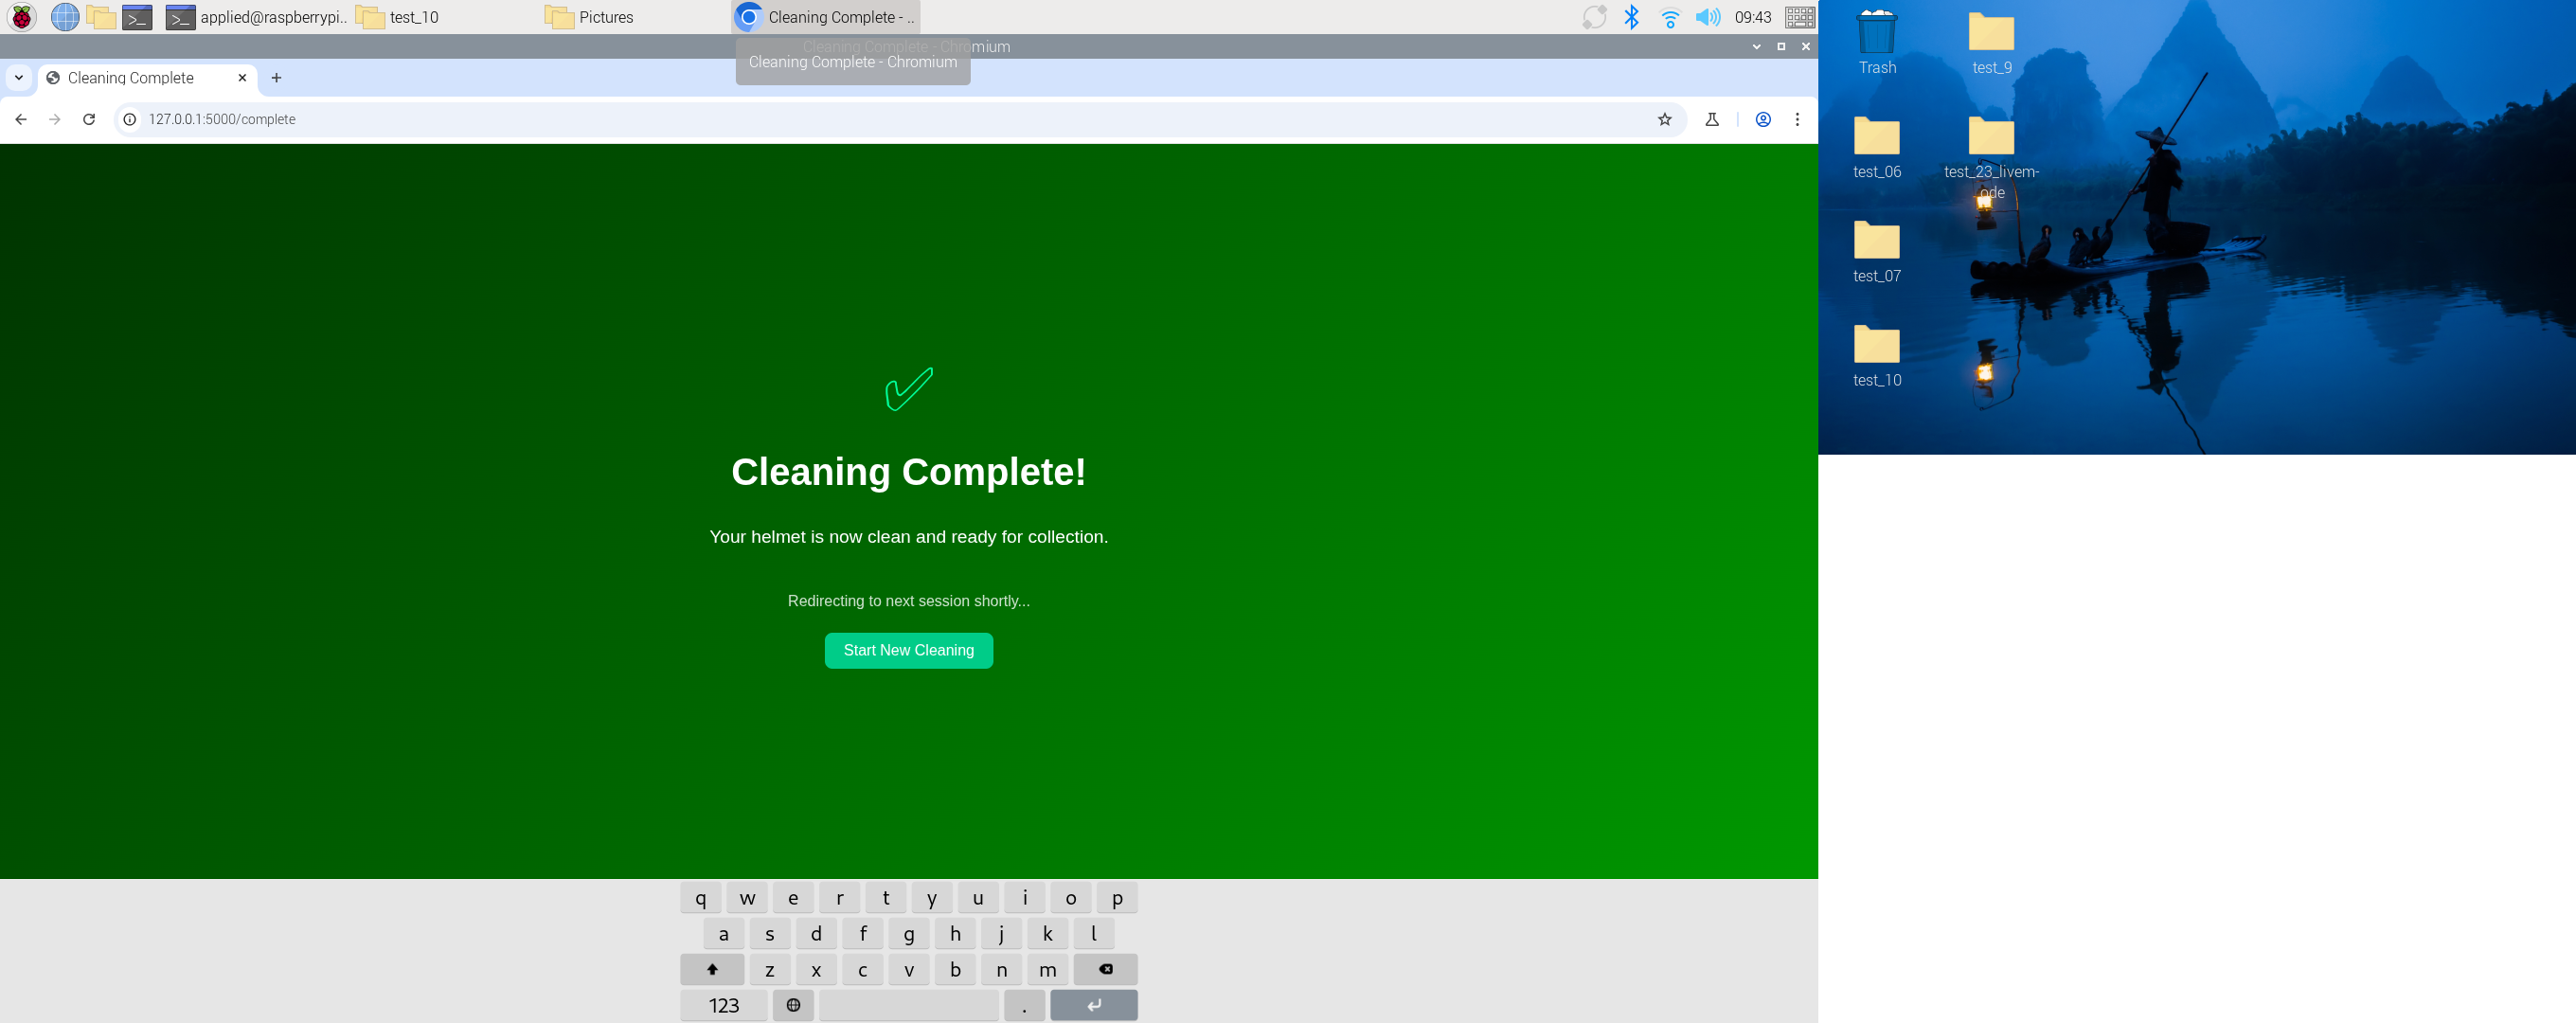 applied@raspberrypi..
test_10
Pictures
Cleaning Complete - ..
09:43
Cleaning Complete - Chromium
Cleaning Complete - Chromium
Cleaning Complete
127.0.0.1:5000/complete
Cleaning Complete!
Your helmet is now clean and ready for collection.
Redirecting to next session shortly...
Start New Cleaning
q w e r t y u i o p
a s d f g h j k l
z x c v b n m
123 .
Trash
test_9
test_06
test_23_livem-
ode
test_07
test_10